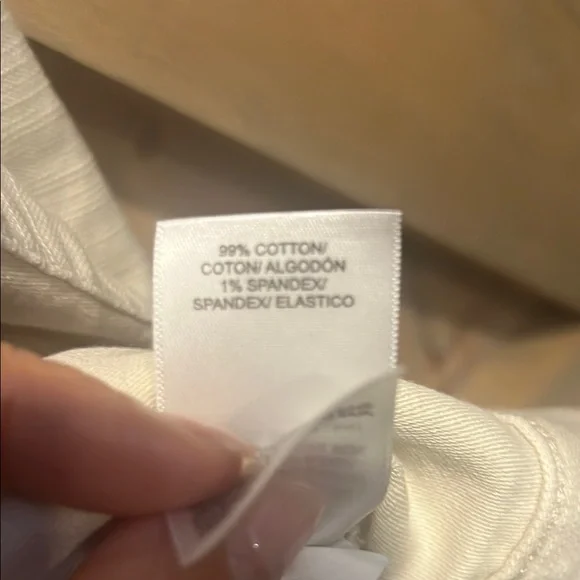 99% COTTON/
COTON/ ALGODÓN
1% SPANDEX/
SPANDEX/ ELASTICO